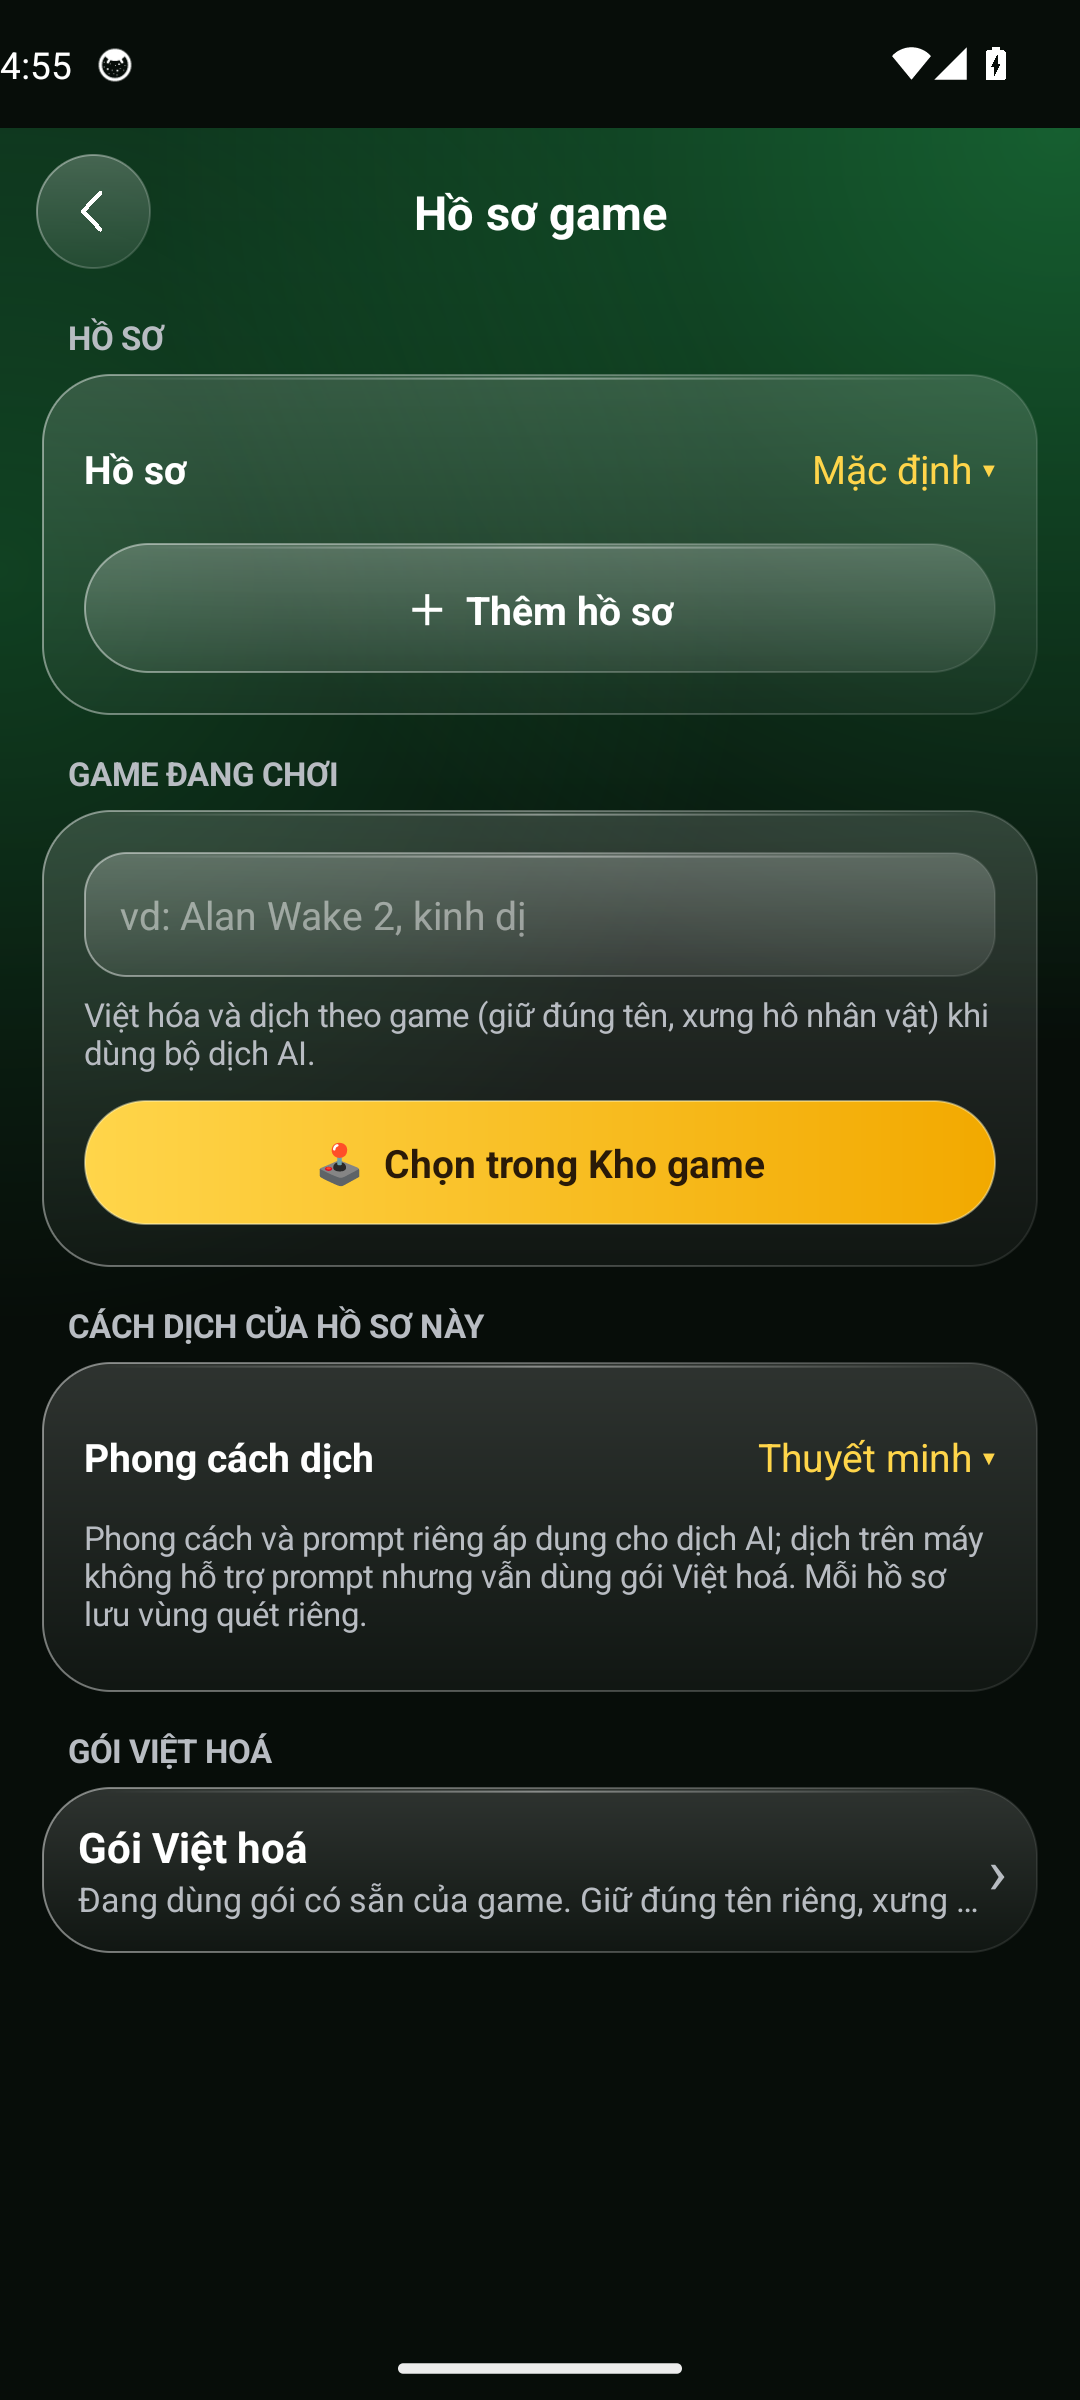 4:55
Hồ sơ game
HỒ SƠ
Hồ sơ
Mặc định ▾
+ Thêm hồ sơ
GAME ĐANG CHƠI
vd: Alan Wake 2, kinh dị
Việt hóa và dịch theo game (giữ đúng tên, xưng hô nhân vật) khi
dùng bộ dịch AI.
Chọn trong Kho game
CÁCH DỊCH CỦA HỒ SƠ NÀY
Phong cách dịch
Thuyết minh ▾
Phong cách và prompt riêng áp dụng cho dịch AI; dịch trên máy
không hỗ trợ prompt nhưng vẫn dùng gói Việt hoá. Mỗi hồ sơ
lưu vùng quét riêng.
GÓI VIỆT HOÁ
Gói Việt hoá
Đang dùng gói có sẵn của game. Giữ đúng tên riêng, xưng ...